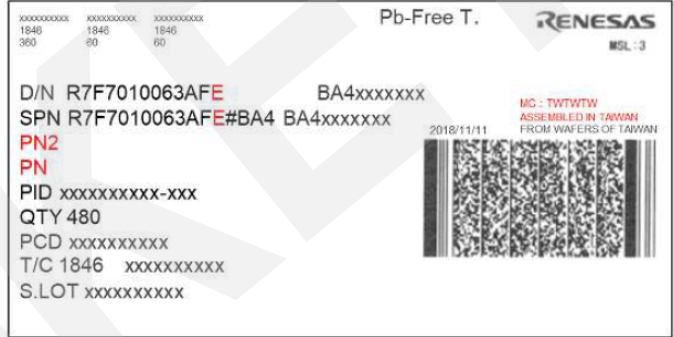 xxxxxxxxxx xxxxxxxxxx xxxxxxxxxx
1846 1846 1846
360 60 60
Pb-Free T.
RENESAS
MSL:3
D/N R7F7010063AFE BA4xxxxxxx
SPN R7F7010063AFE#BA4 BA4xxxxxxx
PN2
PN
PID xxxxxxxxxx-xxx
QTY 480
PCD xxxxxxxxxx
T/C 1846 xxxxxxxxxx
S.LOT xxxxxxxxxx
MC : TWTWTW
ASSEMBLED IN TAIWAN
2018/11/11 FROM WAFERS OF TAIWAN